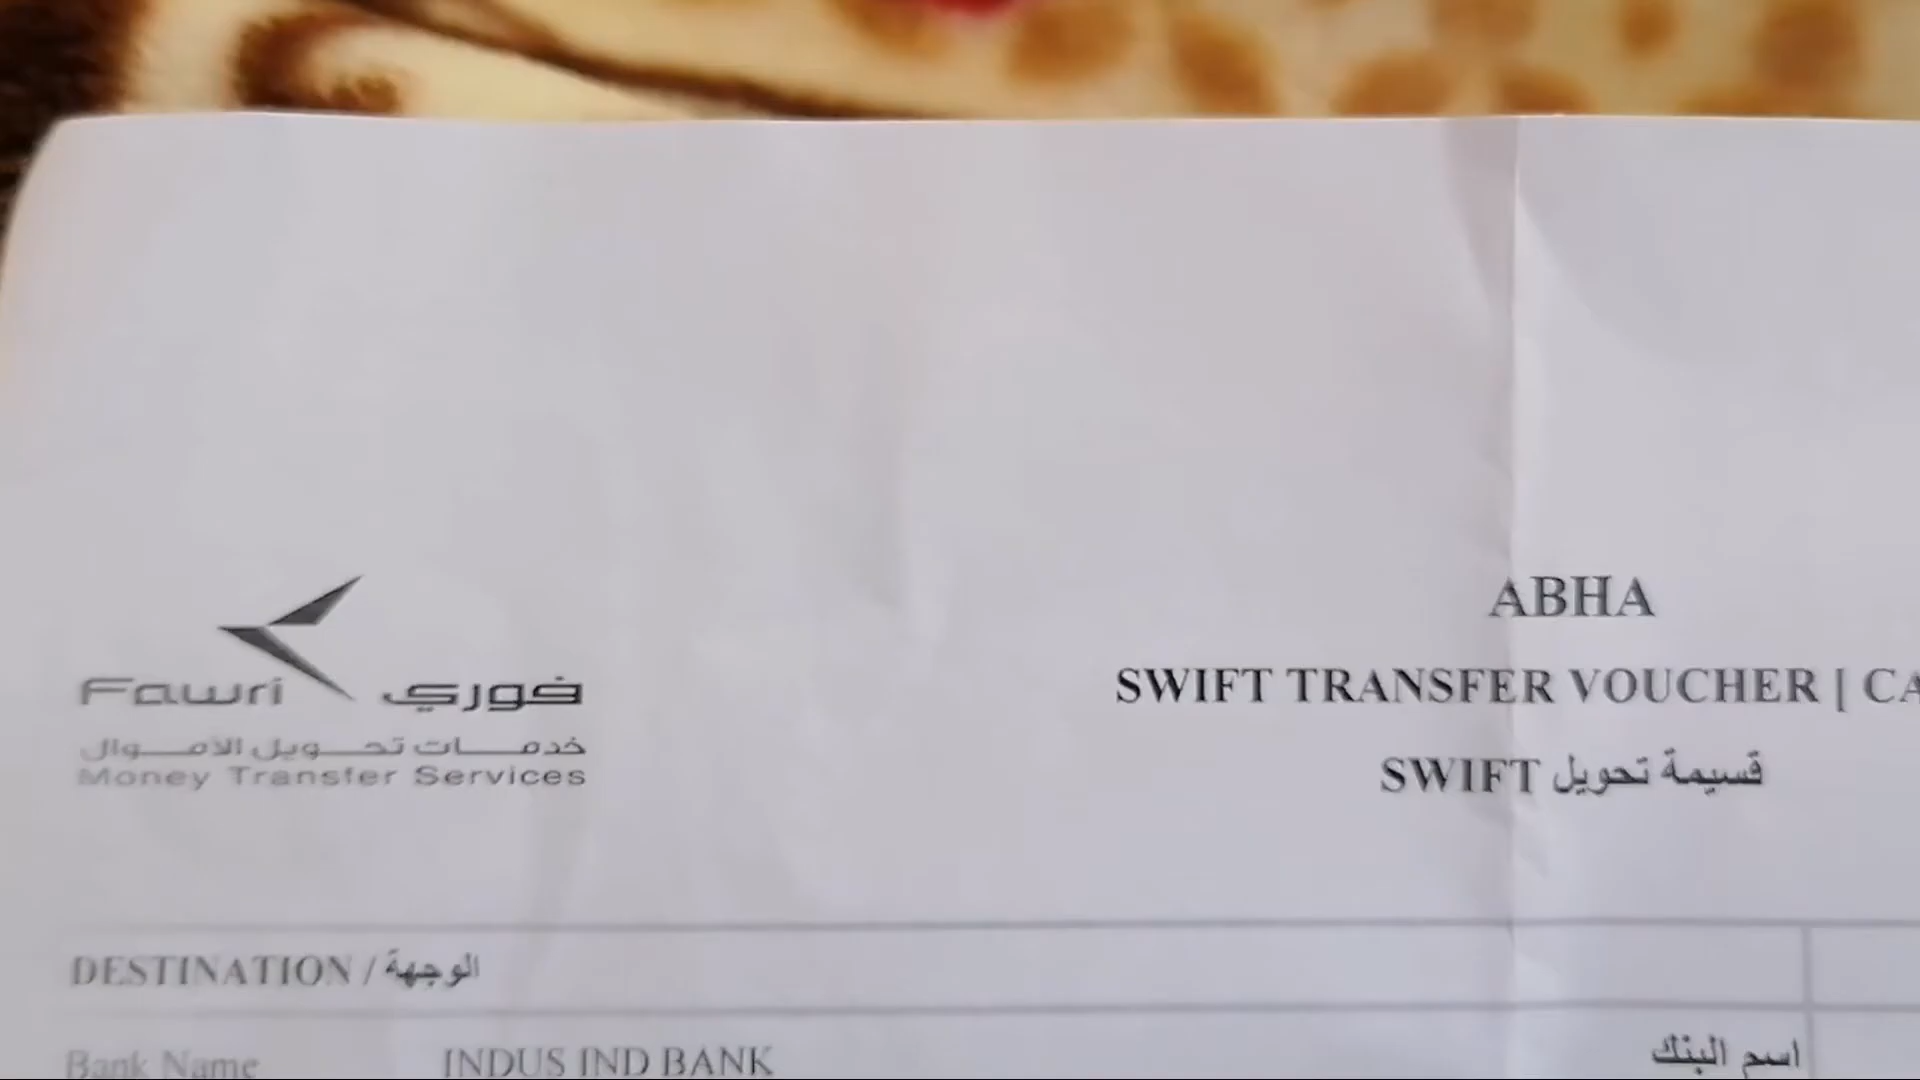 ABHA
Fawri فوري
SWIFT TRANSFER VOUCHER [ CA
خدمات تحويل الاموال
Money Transfer Services
قسيمة تحويل SWIFT
DESTINATION / الوجهة
Bank Name INDUS IND BANK اسم البنك